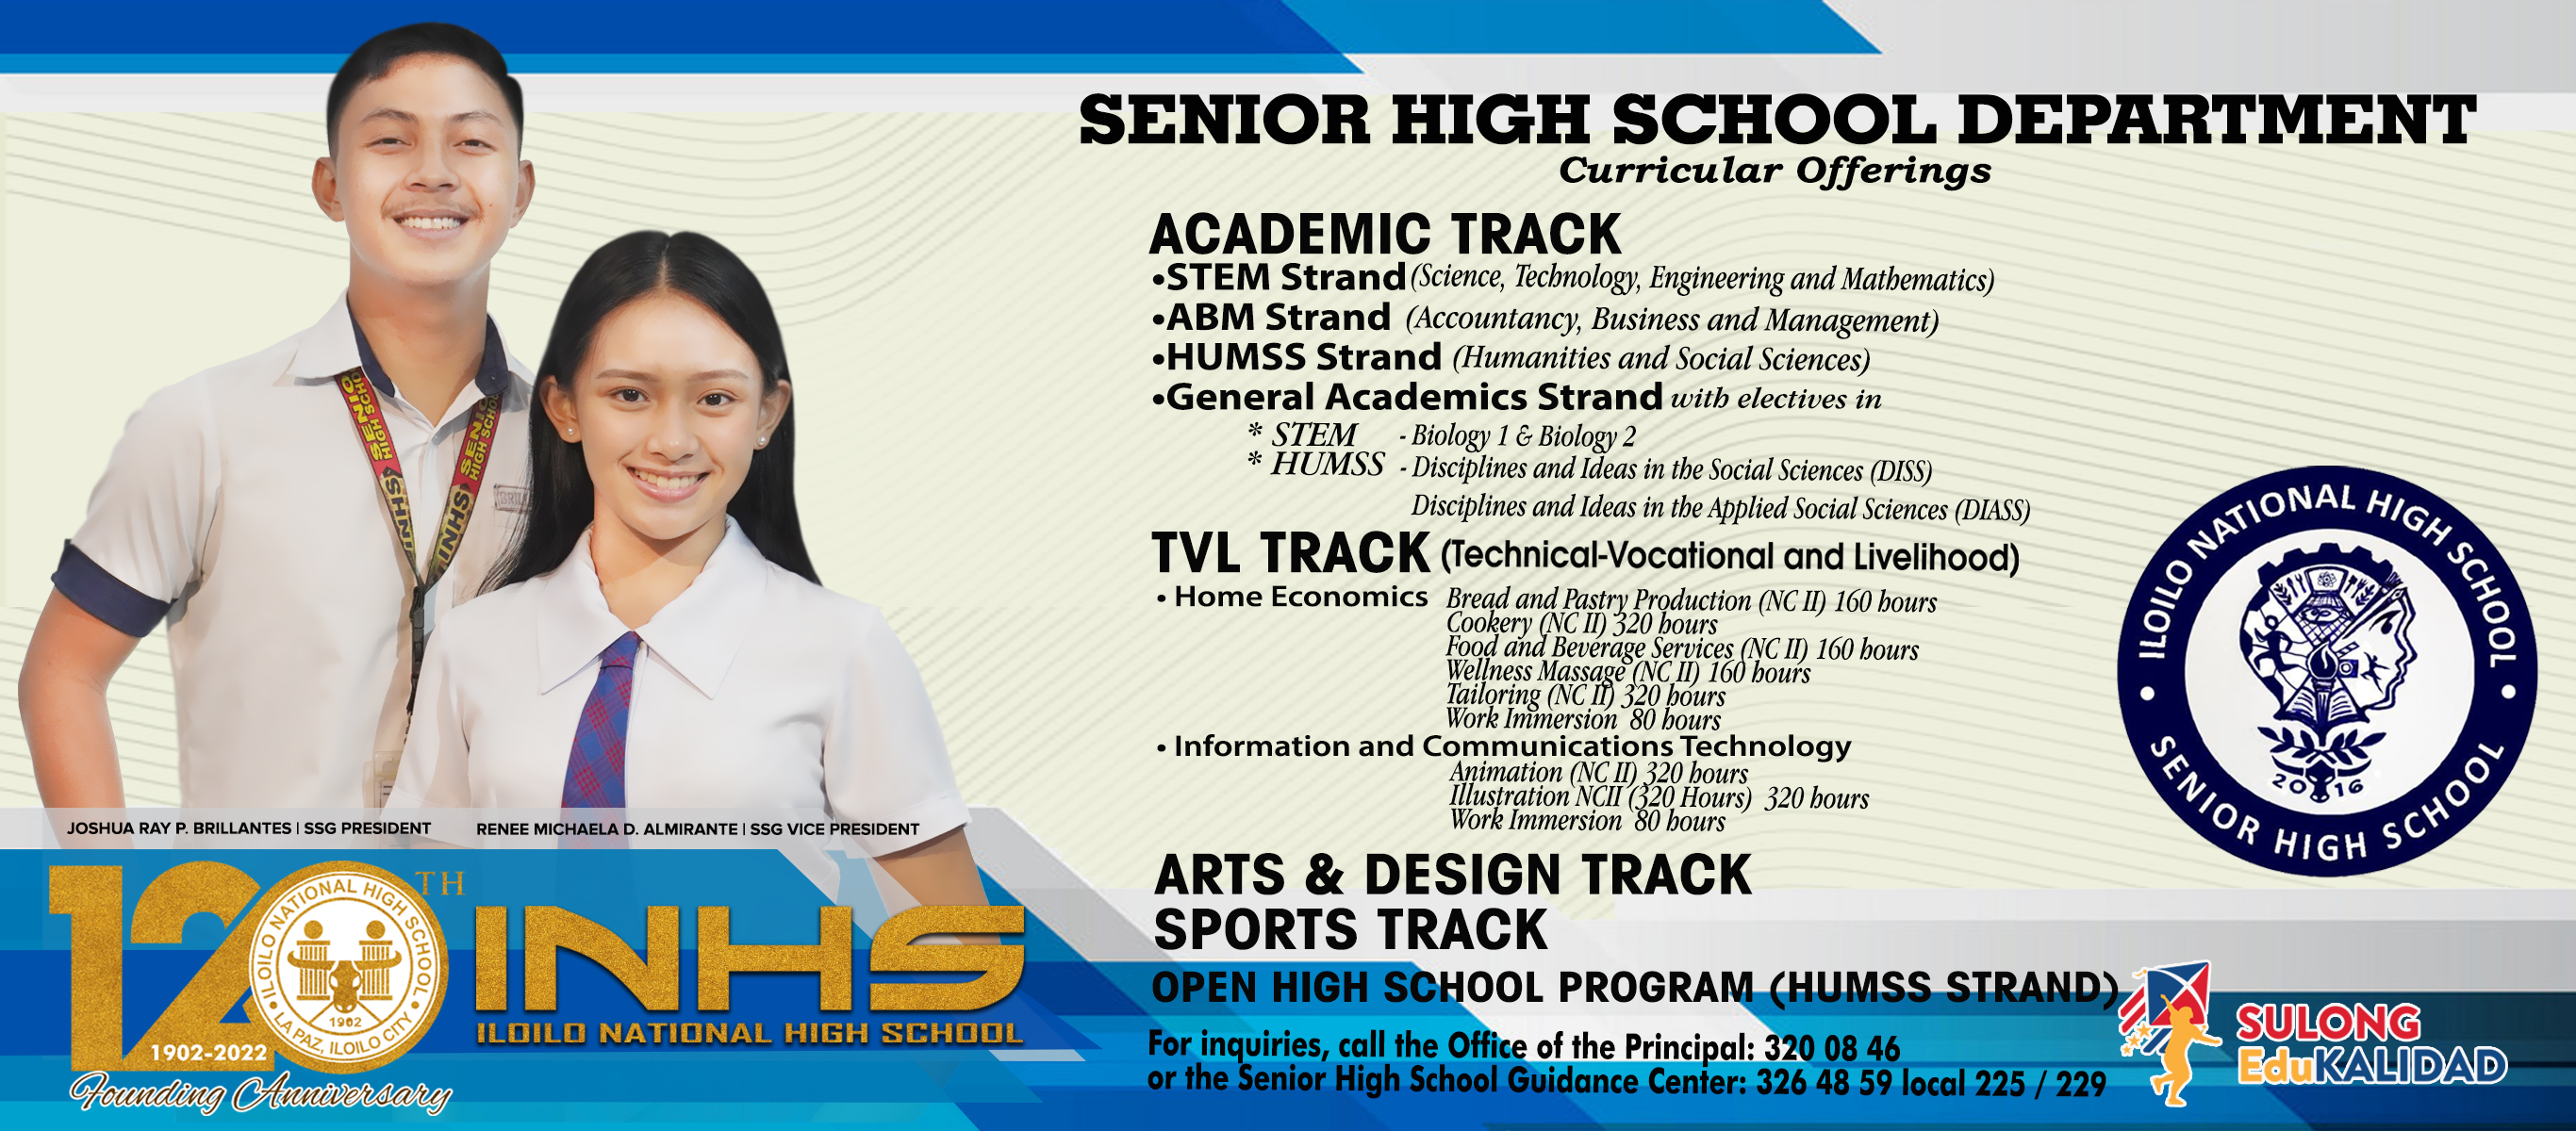 SENIOR HIGH SCHOOL DEPARTMENT
Curricular Offerings
ACADEMIC TRACK
•STEM Strand (Science, Technology, Engineering and Mathematics)
•ABM Strand (Accountancy, Business and Management)
•HUMSS Strand (Humanities and Social Sciences)
•General Academics Strand with electives in
* STEM - Biology 1 & Biology 2
* HUMSS - Disciplines and Ideas in the Social Sciences (DISS)
Disciplines and Ideas in the Applied Social Sciences (DIASS)
TVL TRACK (Technical-Vocational and Livelihood)
• Home Economics Bread and Pastry Production (NC II) 160 hours
Cookery (NC II) 320 hours
Food and Beverage Services (NC II) 160 hours
Wellness Massage (NC II) 160 hours
Tailoring (NC II) 320 hours
Work Immersion 80 hours
• Information and Communications Technology
Animation (NC II) 320 hours
Illustration NCII (320 Hours) 320 hours
Work Immersion 80 hours
ARTS & DESIGN TRACK
SPORTS TRACK
OPEN HIGH SCHOOL PROGRAM (HUMSS STRAND)
For inquiries, call the Office of the Principal: 320 08 46
or the Senior High School Guidance Center: 326 48 59 local 225 / 229
SENIO
HIGH SCHO
SHNI
SENIO
HIGH SCHOO
INHS
JOSHUA RAY P. BRILLANTES | SSG PRESIDENT
RENEE MICHAELA D. ALMIRANTE | SSG VICE PRESIDENT
120TH
ILOILO NATIONAL HIGH SCHOOL
1902
LA PAZ, ILOILO CITY
1902-2022
Founding Anniversary
INHS
ILOILO NATIONAL HIGH SCHOOL
ILOILO NATIONAL HIGH SCHOOL
2016
SENIOR HIGH SCHOOL
SULONG
EduKALIDAD